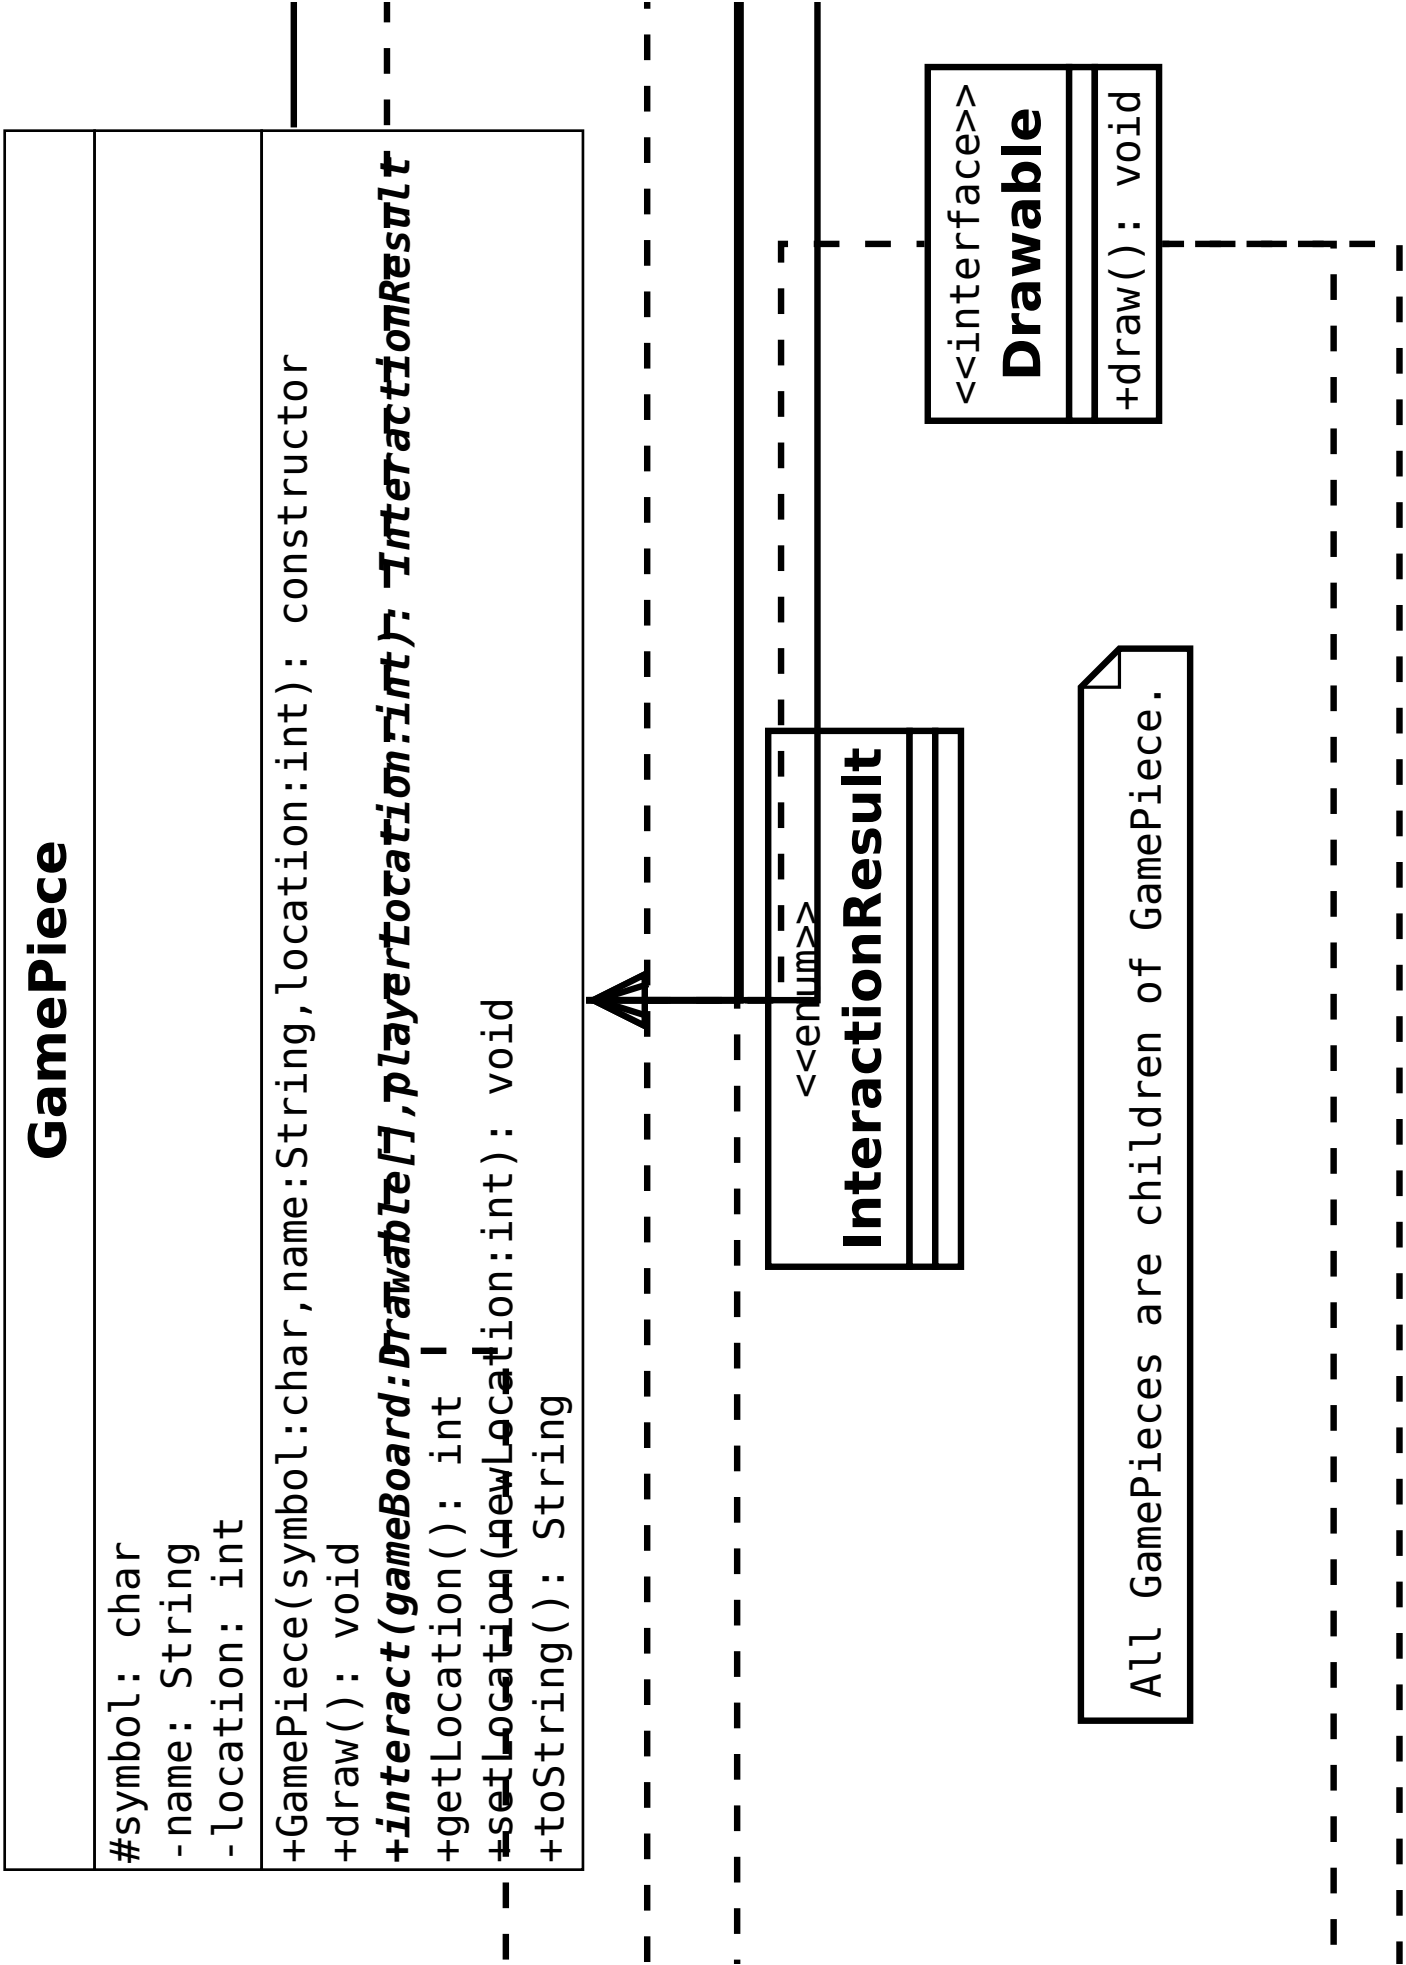 GamePiece
#symbol: char
-name: String
-location: int
+GamePiece(symbol:char,name:String,location:int): constructor
+draw(): void
+interact(gameBoard:Drawable[],playerLocation:int): InteractionResult
+getLocation(): int
+setLocation(newLocation:int): void
+toString(): String
<<enum>>
InteractionResult
<<interface>>
Drawable
+draw(): void
All GamePieces are children of GamePiece.